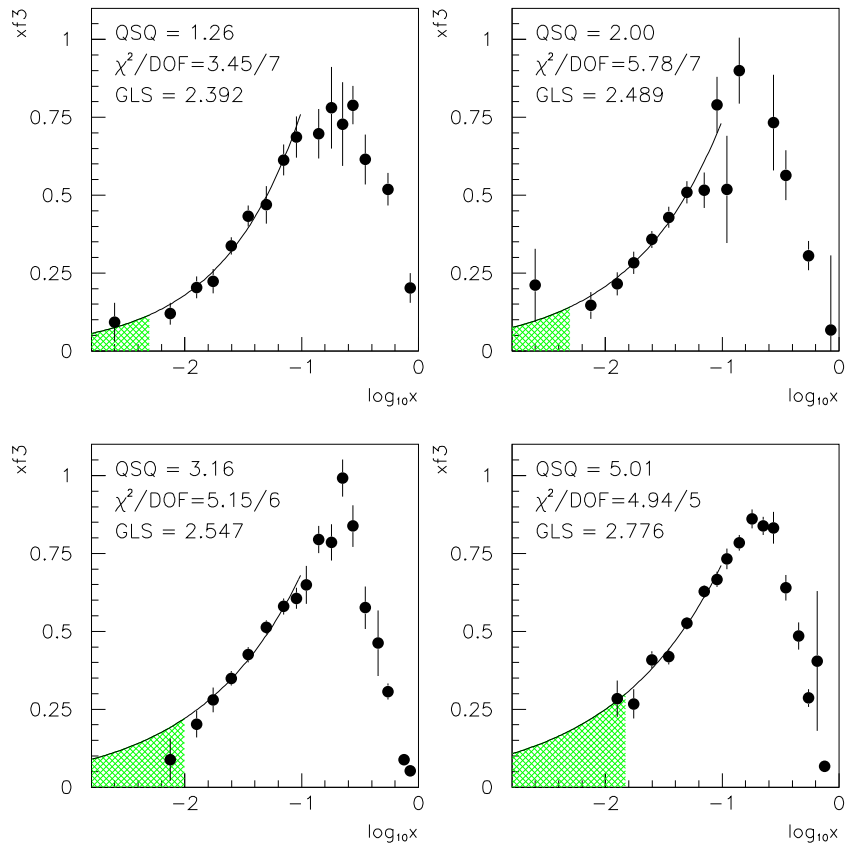 xf3
QSQ = 1.26
χ²/DOF=3.45/7
GLS = 2.392
1
0.75
0.5
0.25
0
−2
−1
0
log₁₀x
xf3
QSQ = 2.00
χ²/DOF=5.78/7
GLS = 2.489
1
0.75
0.5
0.25
0
−2
−1
0
log₁₀x
xf3
QSQ = 3.16
χ²/DOF=5.15/6
GLS = 2.547
1
0.75
0.5
0.25
0
−2
−1
0
log₁₀x
xf3
QSQ = 5.01
χ²/DOF=4.94/5
GLS = 2.776
1
0.75
0.5
0.25
0
−2
−1
0
log₁₀x